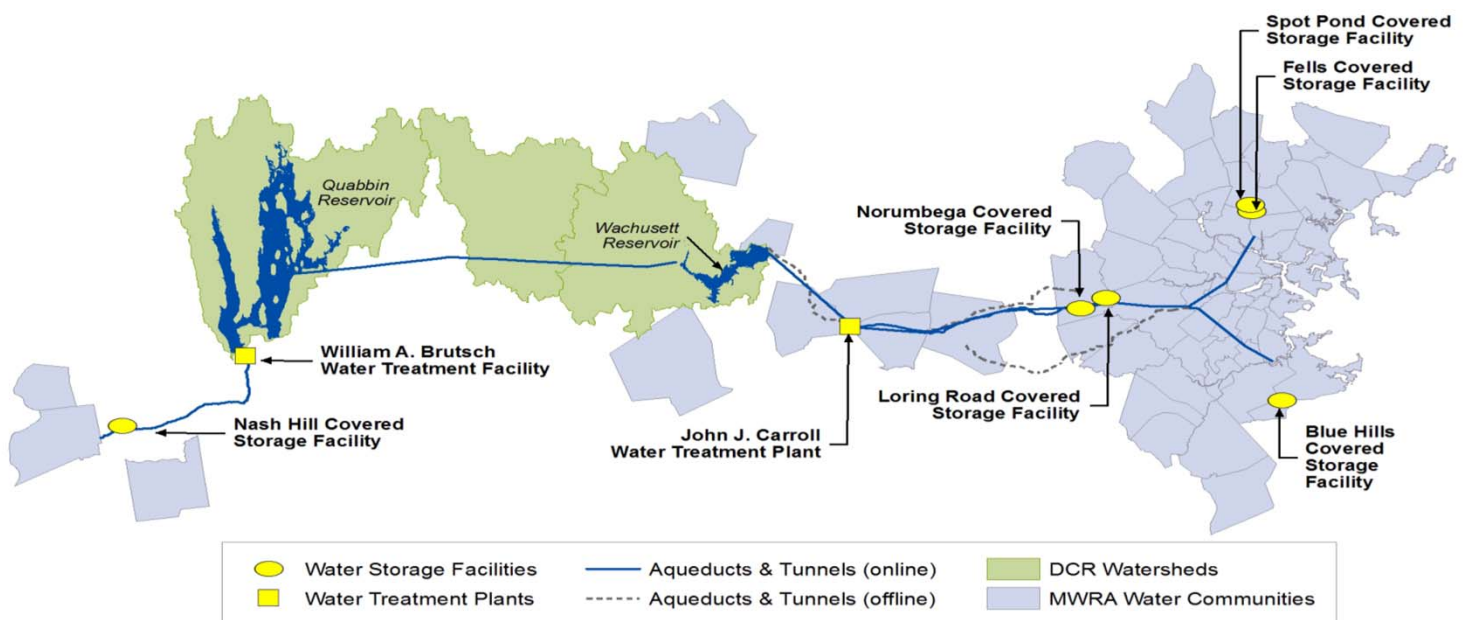 Spot Pond Covered
Storage Facility
Fells Covered
Storage Facility
Quabbin
Reservoir
Wachusett
Reservoir
Norumbega Covered
Storage Facility
William A. Brutsch
Water Treatment Facility
Nash Hill Covered
Storage Facility
John J. Carroll
Water Treatment Plant
Loring Road Covered
Storage Facility
Blue Hills
Covered
Storage
Facility
Water Storage Facilities
Aqueducts & Tunnels (online)
DCR Watersheds
Water Treatment Plants
Aqueducts & Tunnels (offline)
MWRA Water Communities